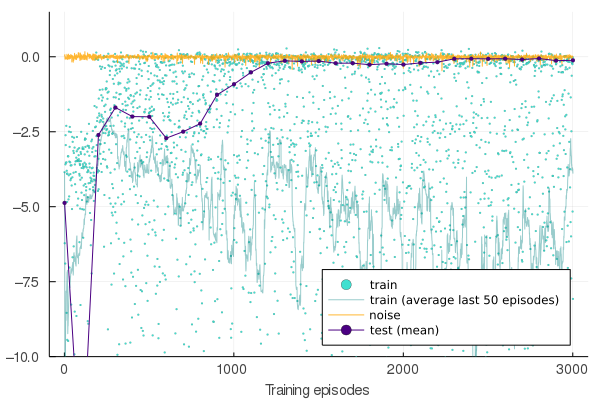 0.0
−2.5
−5.0
−7.5
−10.0
0
1000
2000
3000
Training episodes
train
train (average last 50 episodes)
noise
test (mean)